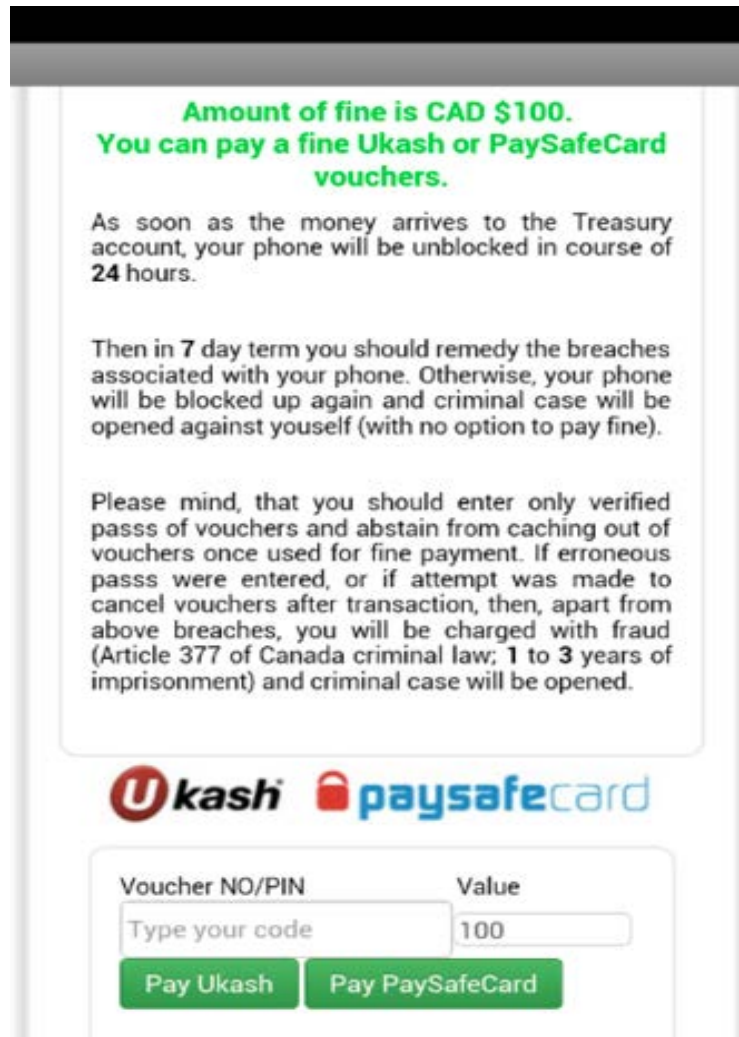 Amount of fine is CAD $100.
You can pay a fine Ukash or PaySafeCard
vouchers.
As soon as the money arrives to the Treasury
account, your phone will be unblocked in course of
24 hours.
Then in 7 day term you should remedy the breaches
associated with your phone. Otherwise, your phone
will be blocked up again and criminal case will be
opened against youself (with no option to pay fine).
Please mind, that you should enter only verified
passs of vouchers and abstain from caching out of
vouchers once used for fine payment. If erroneous
passs were entered, or if attempt was made to
cancel vouchers after transaction, then, apart from
above breaches, you will be charged with fraud
(Article 377 of Canada criminal law; 1 to 3 years of
imprisonment) and criminal case will be opened.
Ukash paysafecard
Voucher NO/PIN Value
Type your code 100
Pay Ukash Pay PaySafeCard